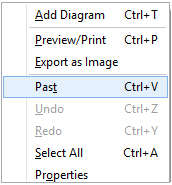 Add Diagram Ctrl+T
Preview/Print Ctrl+P
Export as Image
Past Ctrl+V
Undo Ctrl+Z
Redo Ctrl+Y
Select All Ctrl+A
Properties